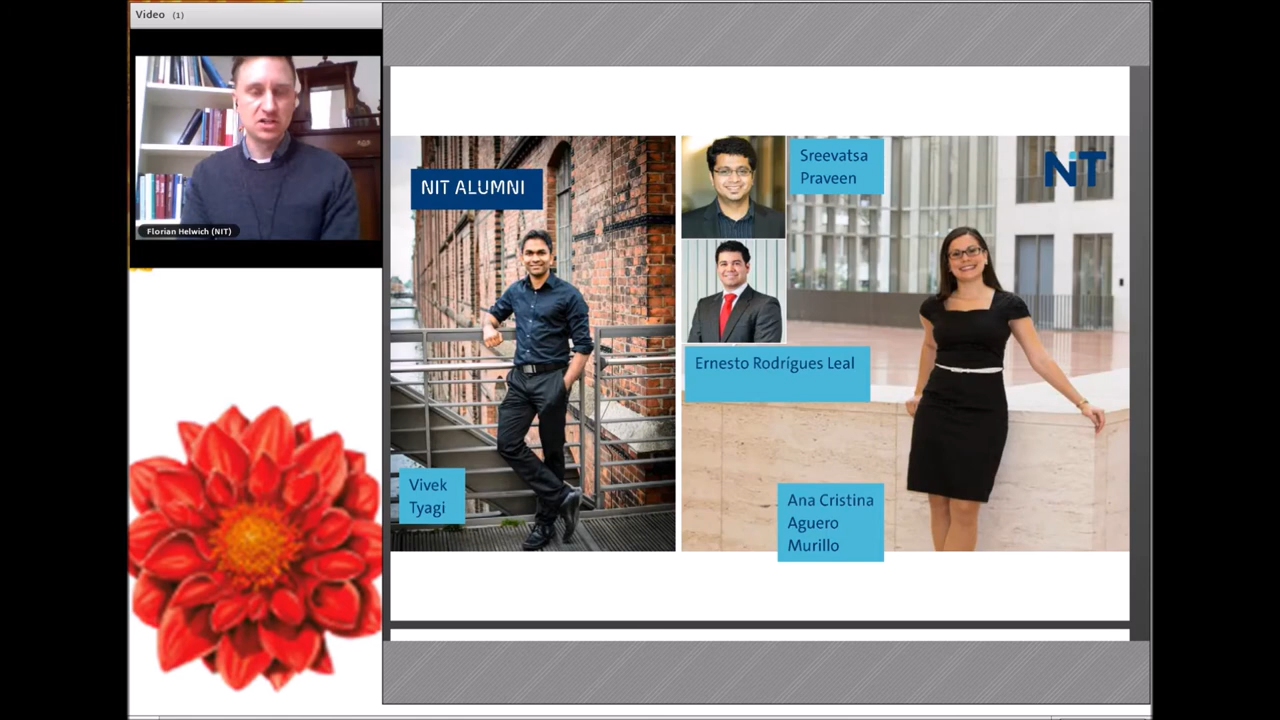 Video (1)
Florian Helwich (NIT)
NIT ALUMNI
Vivek
Tyagi
Sreevatsa
Praveen
NiT
Ernesto Rodrígues Leal
Ana Cristina
Aguero
Murillo